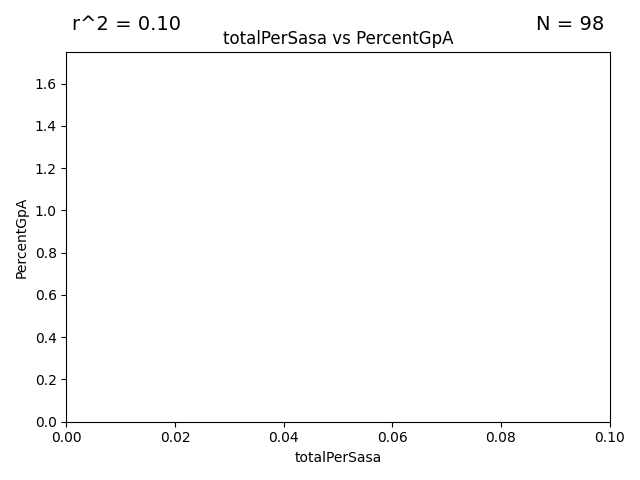 r^2 = 0.10
N = 98
totalPerSasa vs PercentGpA
1.6
1.4
1.2
1.0
0.8
0.6
0.4
0.2
0.0
PercentGpA
0.00 0.02 0.04 0.06 0.08 0.10
totalPerSasa